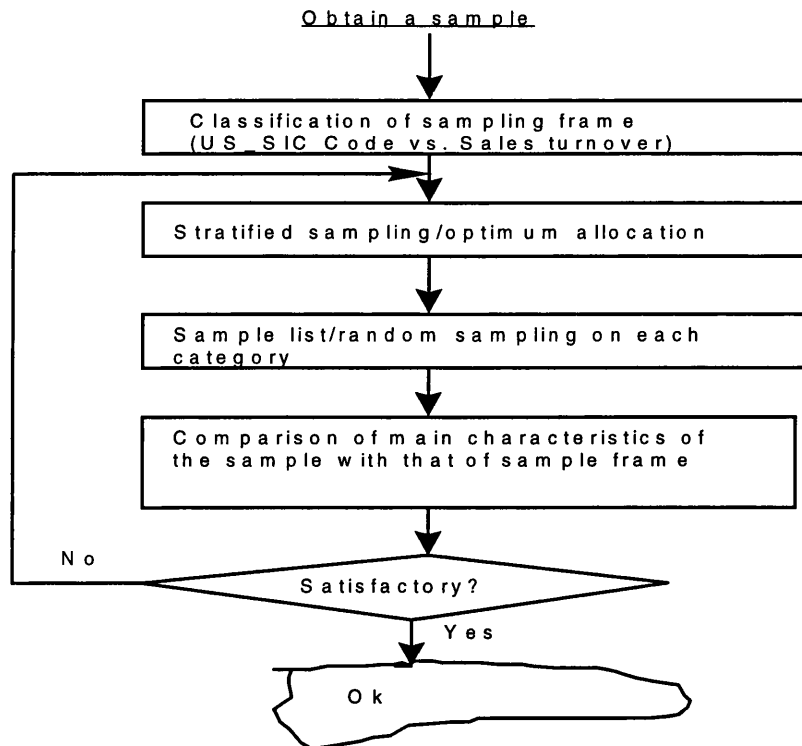 Obtain a sample
Classification of sampling frame
(US_SIC Code vs. Sales turnover)
Stratified sampling/optimum allocation
Sample list/random sampling on each
category
Comparison of main characteristics of
the sample with that of sample frame
No
Satisfactory?
Yes
Ok